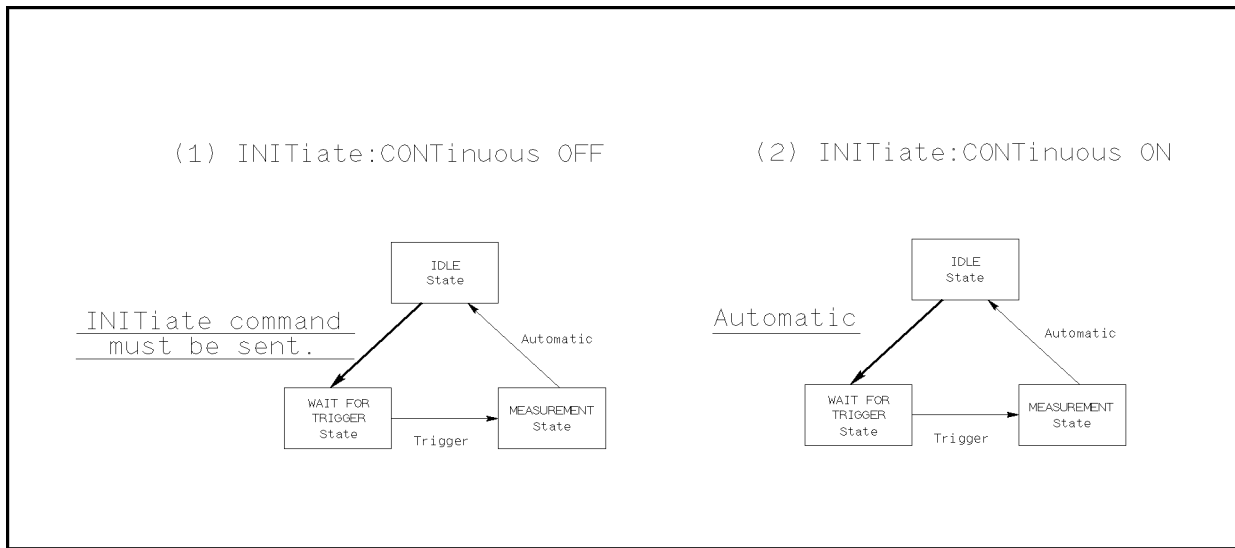 (1) INITiate:CONTinuous OFF
IDLE
State
INITiate command
must be sent.
Automatic
WAIT FOR
TRIGGER
State
Trigger
MEASUREMENT
State
(2) INITiate:CONTinuous ON
IDLE
State
Automatic
Automatic
WAIT FOR
TRIGGER
State
Trigger
MEASUREMENT
State